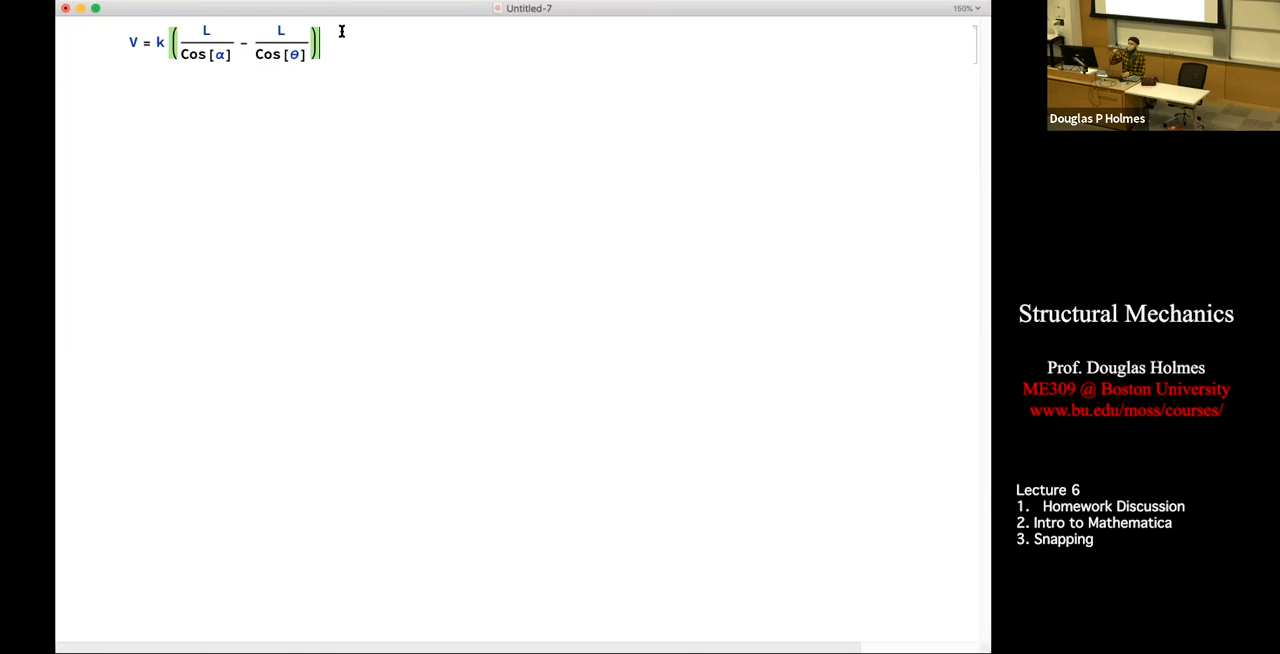 Untitled-7
150%
V = k (L/Cos[α] - L/Cos[θ])
Douglas P Holmes
Structural Mechanics
Prof. Douglas Holmes
ME309 @ Boston University
www.bu.edu/moss/courses/
Lecture 6
1. Homework Discussion
2. Intro to Mathematica
3. Snapping